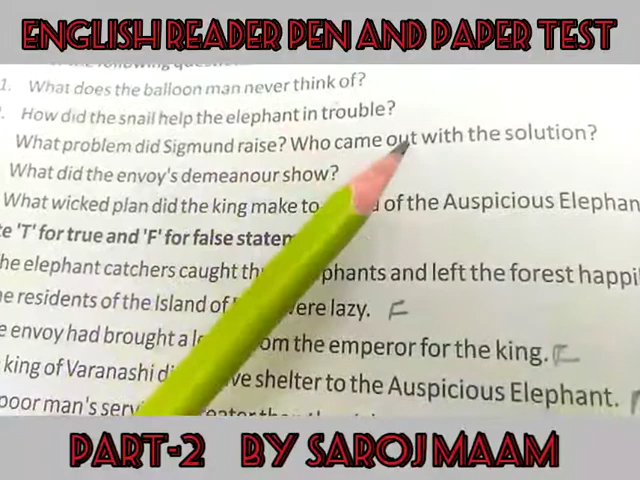 ENGLISH READER PEN AND PAPER TEST
1. What does the balloon man never think of?
How did the snail help the elephant in trouble?
What problem did Sigmund raise? Who came out with the solution?
What did the envoy's demeanour show?
What wicked plan did the king make to of the Auspicious Elephan
te 'T' for true and 'F' for false statem
he elephant catchers caught th phants and left the forest happi
e residents of the Island of were lazy. F
e envoy had brought a om the emperor for the king. F
king of Varanashi di ve shelter to the Auspicious Elephant.
poor man's serv
PART-2 BY SAROJ MAAM